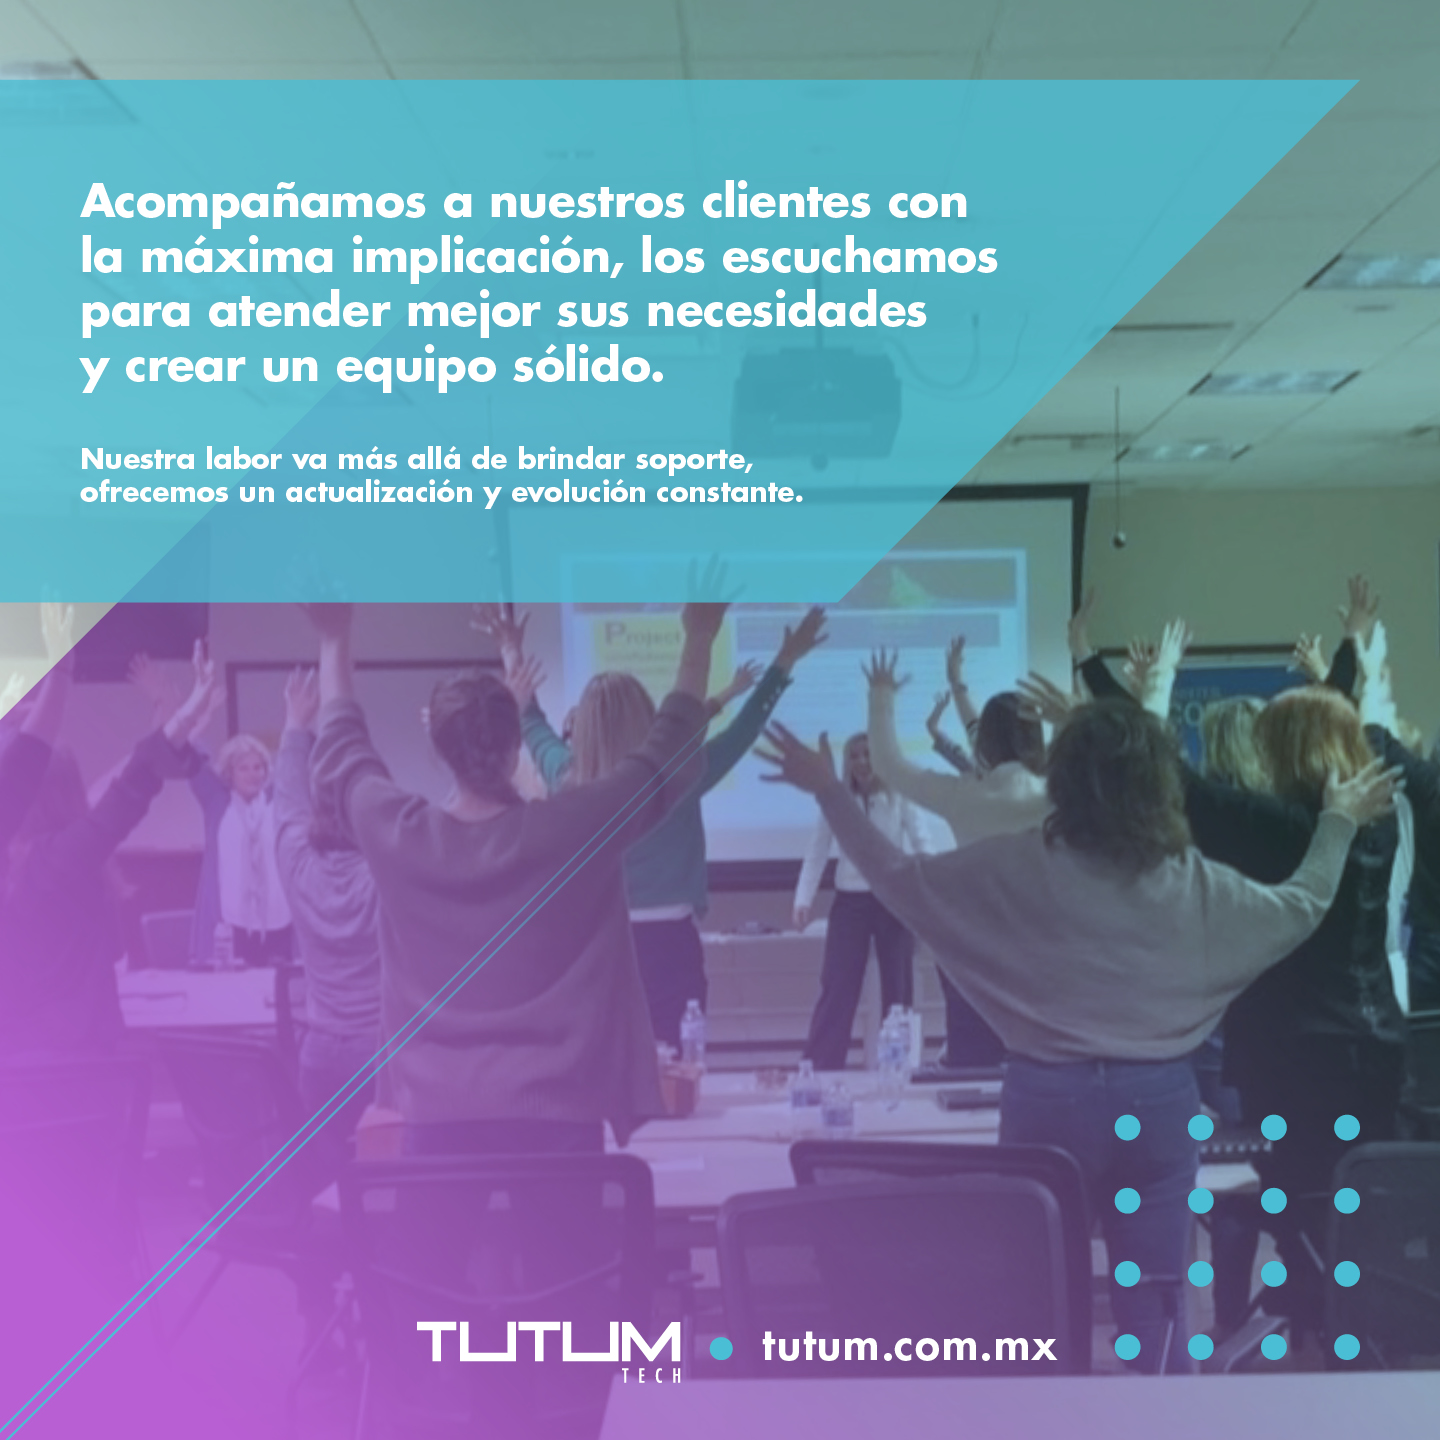 Acompañamos a nuestros clientes con
la máxima implicación, los escuchamos
para atender mejor sus necesidades
y crear un equipo sólido.
Nuestra labor va más allá de brindar soporte,
ofrecemos un actualización y evolución constante.
Project
TUTUM
TECH
tutum.com.mx